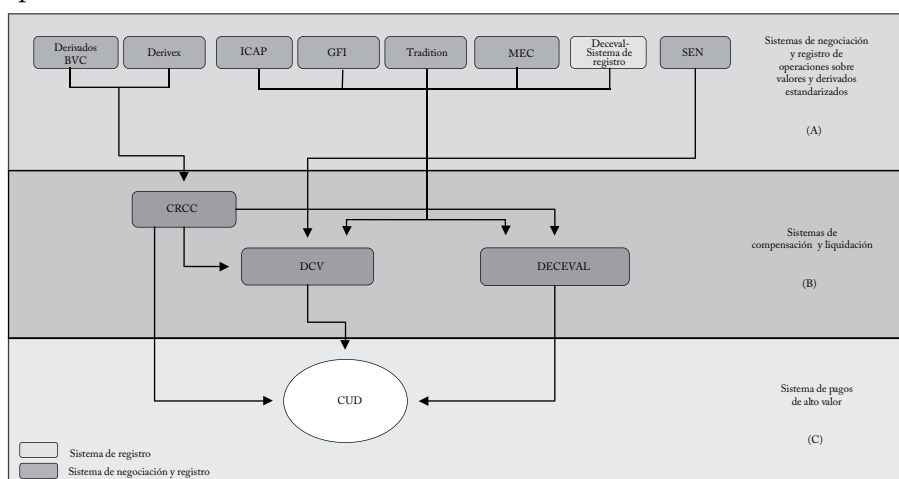 Derivados
BVC
Derivex
ICAP
GFI
Tradition
MEC
Deceval-
Sistema de
registro
SEN
Sistemas de negociación
y registro de
operaciones sobre
valores y derivados
estandarizados
(A)
CRCC
DCV
DECEVAL
Sistemas de
compensación y liquidación
(B)
CUD
Sistema de pagos
de alto valor
(C)
Sistema de registro
Sistema de negociación y registro